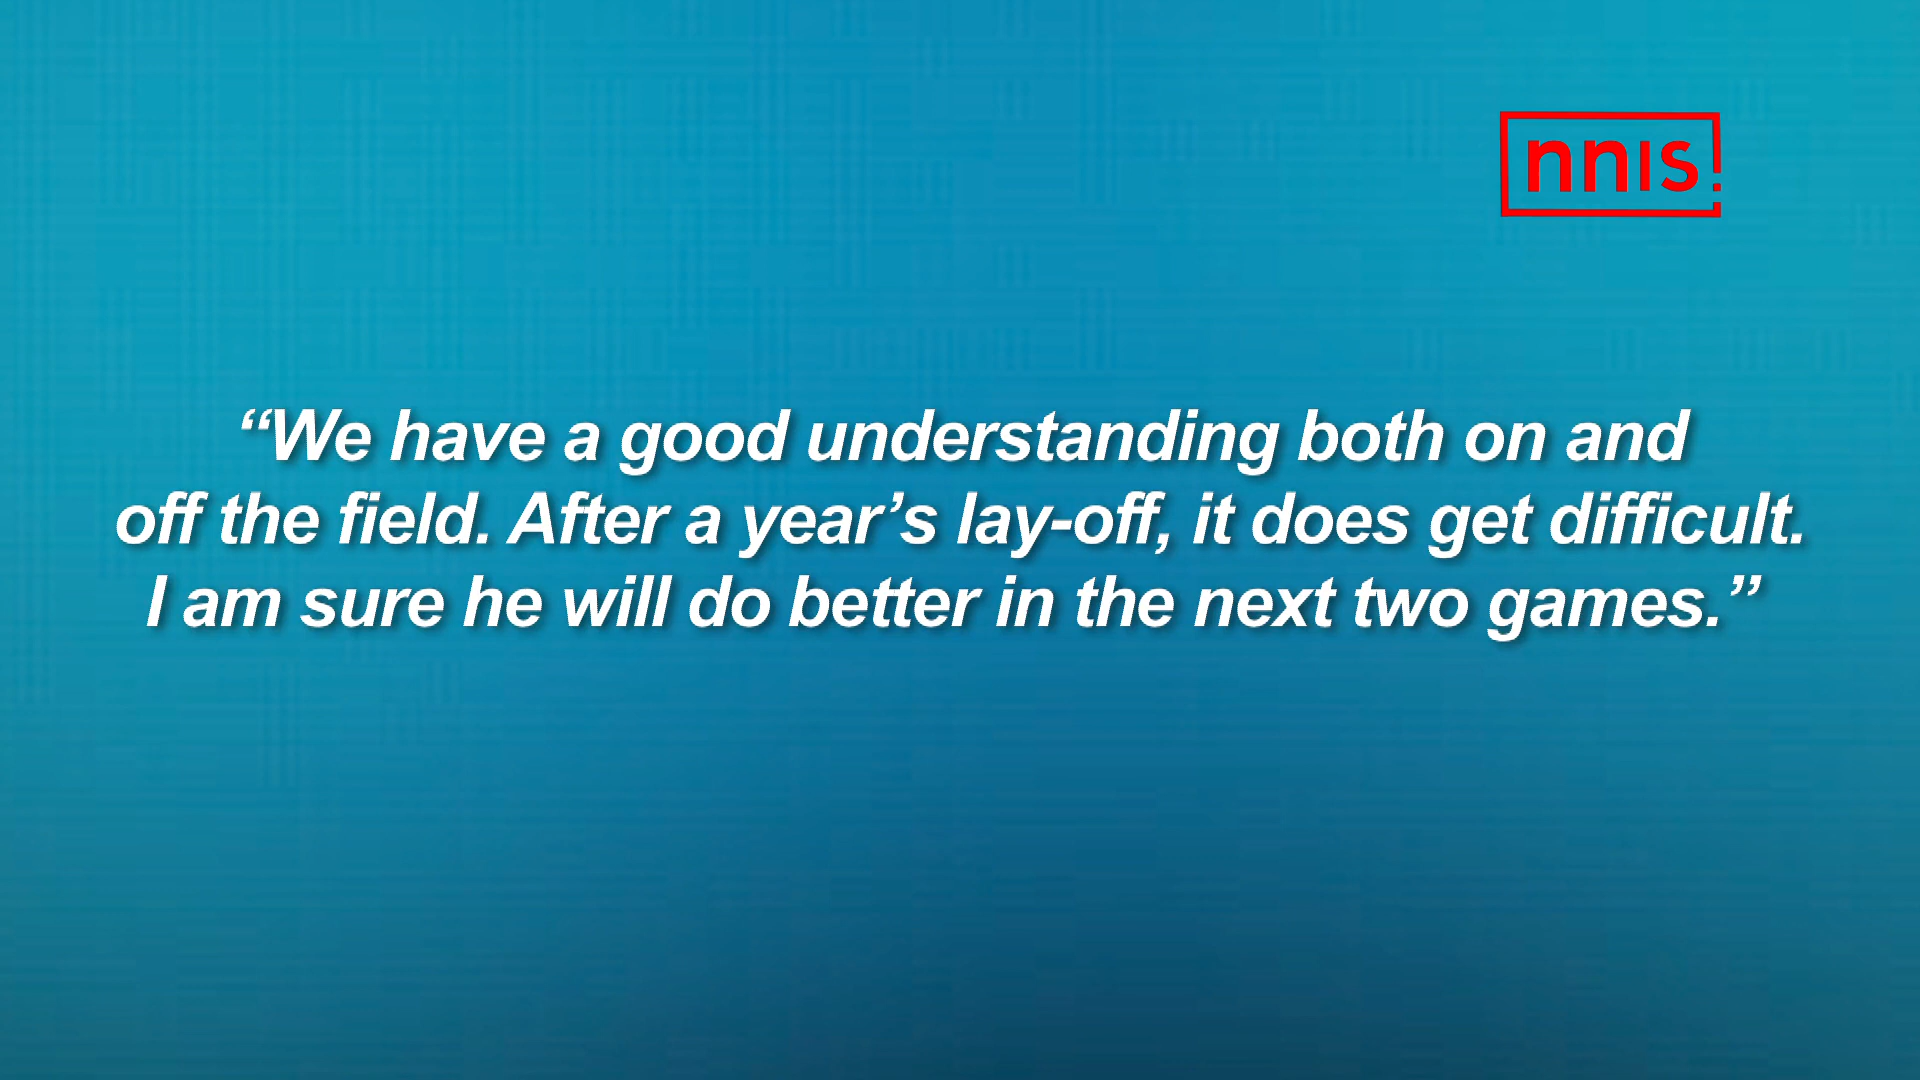 nnis!
“We have a good understanding both on and
off the field. After a year’s lay-off, it does get difficult.
I am sure he will do better in the next two games.”